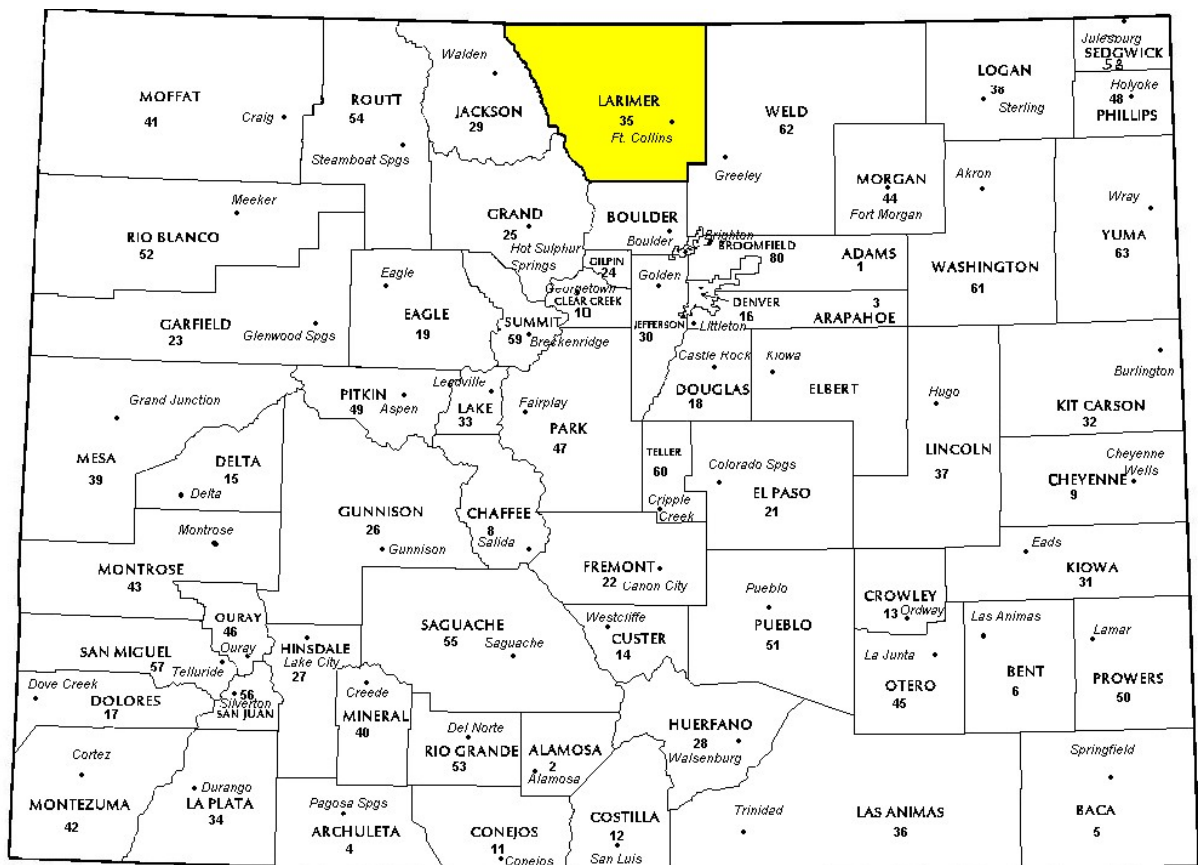 Julesburg
SEDGWICK
58
Walden
LOGAN
38
Holyoke
48
PHILLIPS
Sterling
MOFFAT
41
Craig
ROUTT
54
Steamboat Spgs
JACKSON
29
LARIMER
35
Ft. Collins
WELD
62
Greeley
MORGAN
44
Fort Morgan
Akron
Wray
YUMA
63
Meeker
RIO BLANCO
52
GRAND
25
Hot Sulphur
Springs
BOULDER
Boulder
Brighton
BROOMFIELD
80
ADAMS
1
WASHINGTON
61
GILPIN
24
Golden
Georgetown
CLEAR CREEK
10
DENVER
16
3
ARAPAHOE
Littleton
Eagle
EAGLE
19
GARFIELD
23
Glenwood Spgs
SUMMIT
59
Breckenridge
JEFFERSON
30
Castle Rock
DOUGLAS
18
Kiowa
ELBERT
Burlington
KIT CARSON
32
Hugo
LINCOLN
37
Grand Junction
MESA
39
PITKIN
49
Aspen
Leadville
LAKE
33
Fairplay
PARK
47
TELLER
60
Cripple
Creek
Colorado Spgs
EL PASO
21
Cheyenne
Wells
CHEYENNE
9
DELTA
15
Delta
GUNNISON
26
Gunnison
CHAFFEE
8
Salida
Montrose
MONTROSE
43
FREMONT
22
Canon City
Pueblo
PUEBLO
51
CROWLEY
13
Ordway
Eads
KIOWA
31
OURAY
46
Ouray
SAGUACHE
55
Saguache
Westcliffe
CUSTER
14
La Junta
OTERO
45
Las Animas
BENT
6
Lamar
PROWERS
50
SAN MIGUEL
57
Telluride
HINSDALE
Lake City
27
Dove Creek
DOLORES
17
56
Silverton
SAN JUAN
Creede
MINERAL
40
Del Norte
RIO GRANDE
53
ALAMOSA
2
Alamosa
HUERFANO
28
Walsenburg
Cortez
MONTEZUMA
42
Durango
LA PLATA
34
Pagosa Spgs
ARCHULETA
4
CONEJOS
11
Conejos
COSTILLA
12
San Luis
Trinidad
LAS ANIMAS
36
Springfield
BACA
5